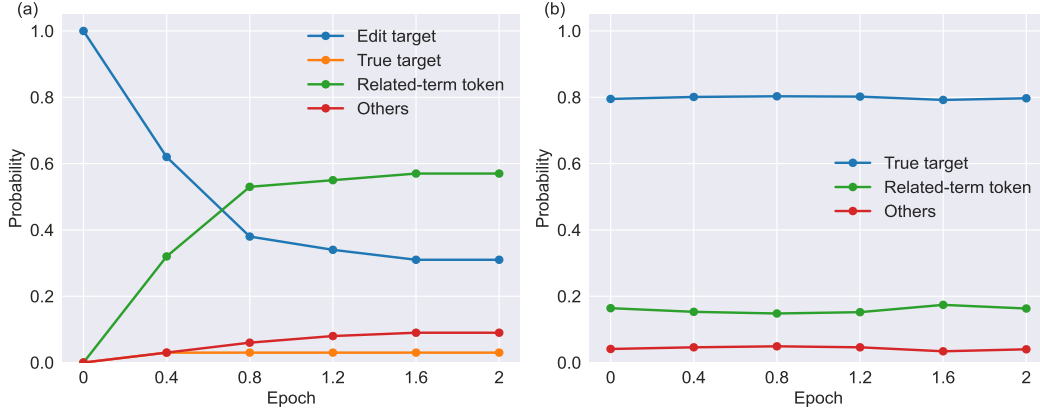 (a)
1.0
0.8
0.6
0.4
0.2
0.0
Probability
0 0.4 0.8 1.2 1.6 2
Epoch
Edit target
True target
Related-term token
Others
(b)
1.0
0.8
0.6
0.4
0.2
0.0
Probability
0 0.4 0.8 1.2 1.6 2
Epoch
True target
Related-term token
Others